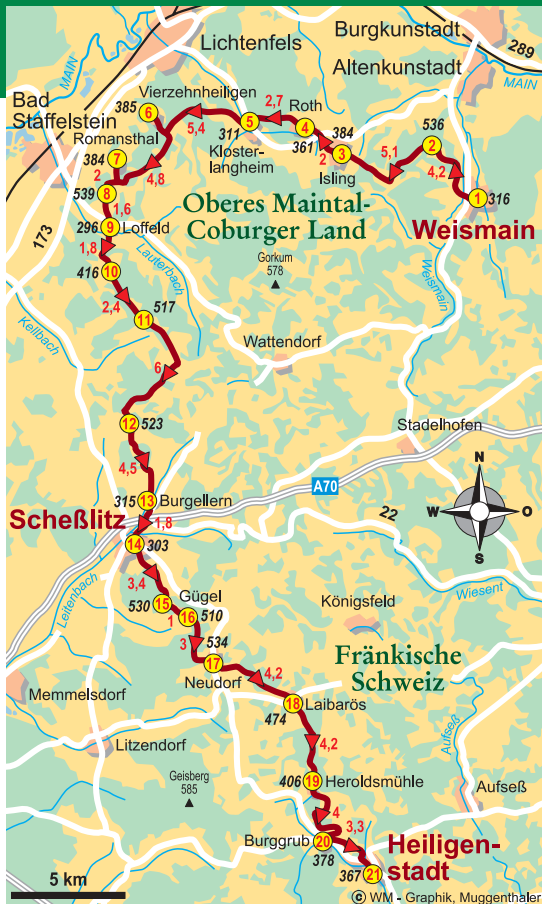 Lichtenfels
Burgkunstadt
289
MAIN
Altenkunstadt
MAIN
Bad
Staffelstein
Vierzehnheiligen
385
6
5,4
311
5
2,7
Roth
4
361
2
384
3
Isling
5,1
536
2
4,2
1
316
Weismain
Kloster-
langheim
Romansthal
384
7
2
4,8
539
8
1,6
296
9
Loffeld
Oberes Maintal-
Coburger Land
173
1,8
416
10
Lauterbach
Gorkum
578
Weismain
2,4
517
11
Kellbach
Wattendorf
6
12
523
Stadelhofen
4,5
N
W
O
S
315
13
Burgellern
A70
Scheßlitz
1,8
22
14
303
Leitenbach
3,4
Gügel
530
15
1
16
510
Wiesent
Königsfeld
3
534
17
Neudorf
4,2
Fränkische
Schweiz
Memmelsdorf
474
18
Laibarös
Litzendorf
4,2
Aufseß
Geisberg
585
406
19
Heroldsmühle
Aufseß
4
Burggrub
20
378
3,3
Heiligen-
stadt
367
21
5 km
© WM - Graphik, Muggenthaler